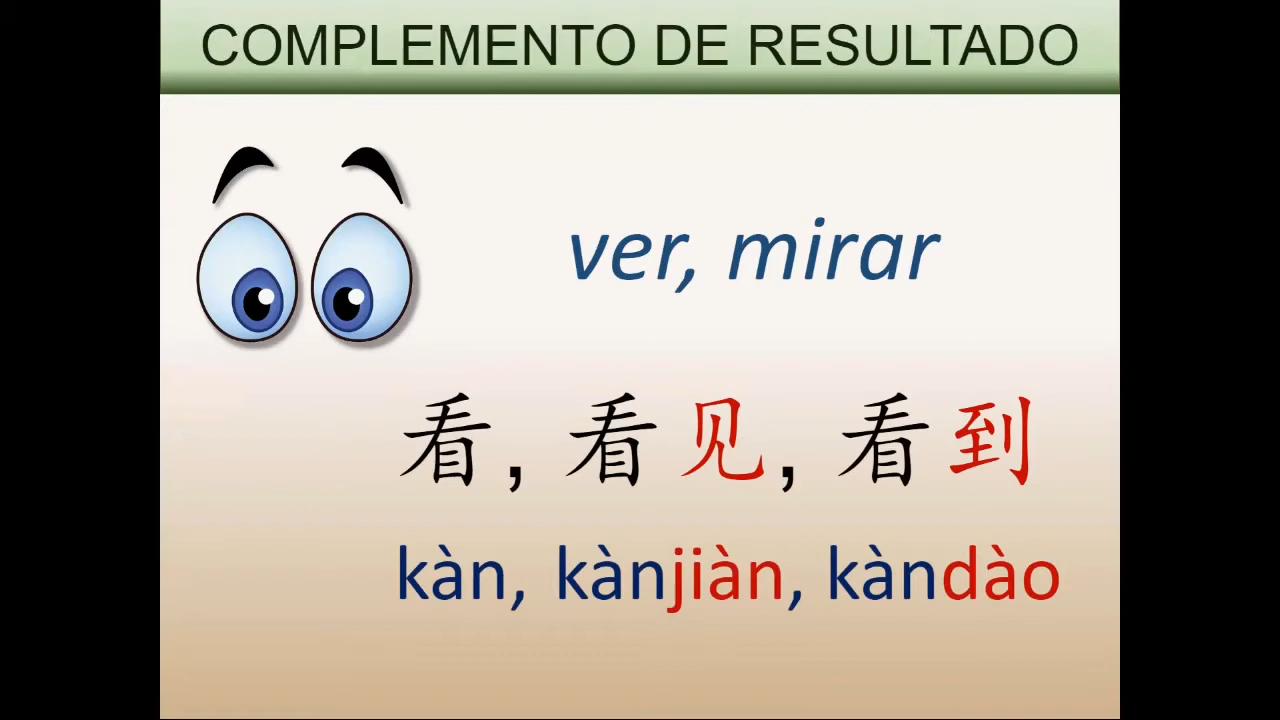 COMPLEMENTO DE RESULTADO
ver, mirar
看, 看见, 看到
kàn, kànjiàn, kàndào